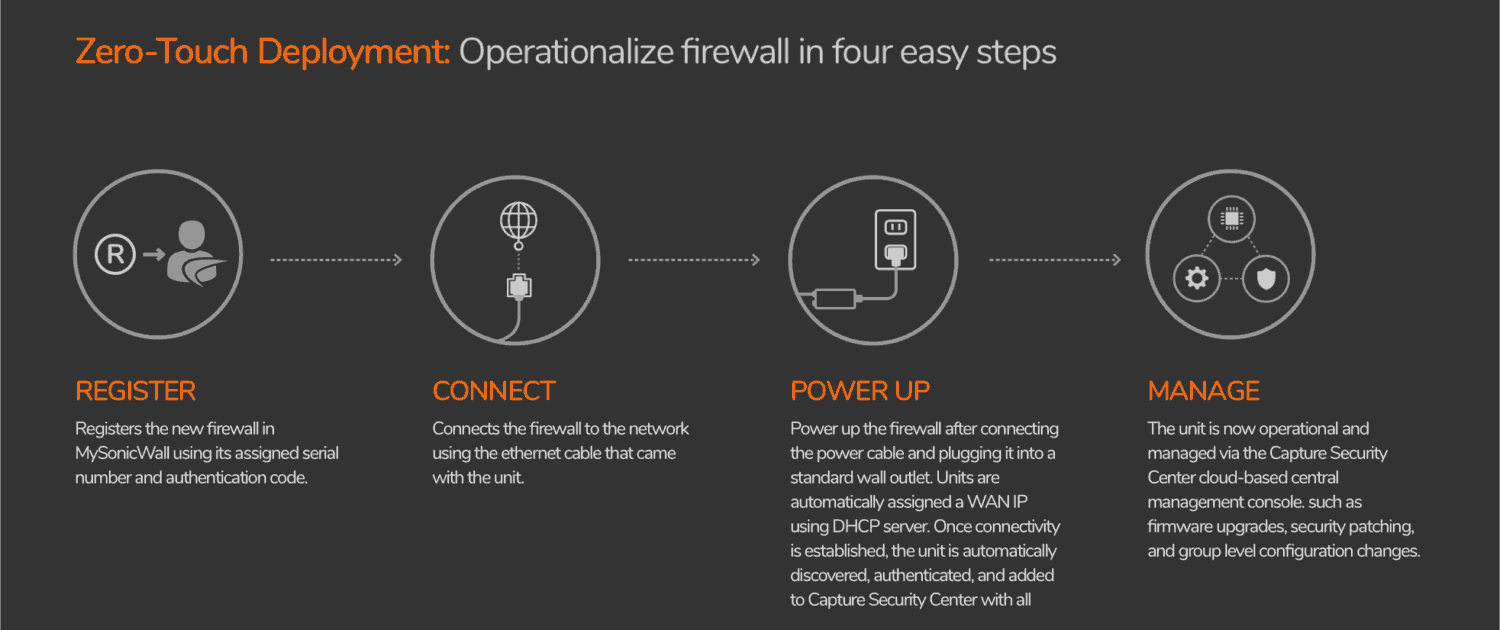 Zero-Touch Deployment: Operationalize firewall in four easy steps
R
REGISTER
Registers the new firewall in
MySonicWall using its assigned serial
number and authentication code.
CONNECT
Connects the firewall to the network
using the ethernet cable that came
with the unit.
POWER UP
Power up the firewall after connecting
the power cable and plugging it into a
standard wall outlet. Units are
automatically assigned a WAN IP
using DHCP server. Once connectivity
is established, the unit is automatically
discovered, authenticated, and added
to Capture Security Center with all
MANAGE
The unit is now operational and
managed via the Capture Security
Center cloud-based central
management console. such as
firmware upgrades, security patching,
and group level configuration changes.